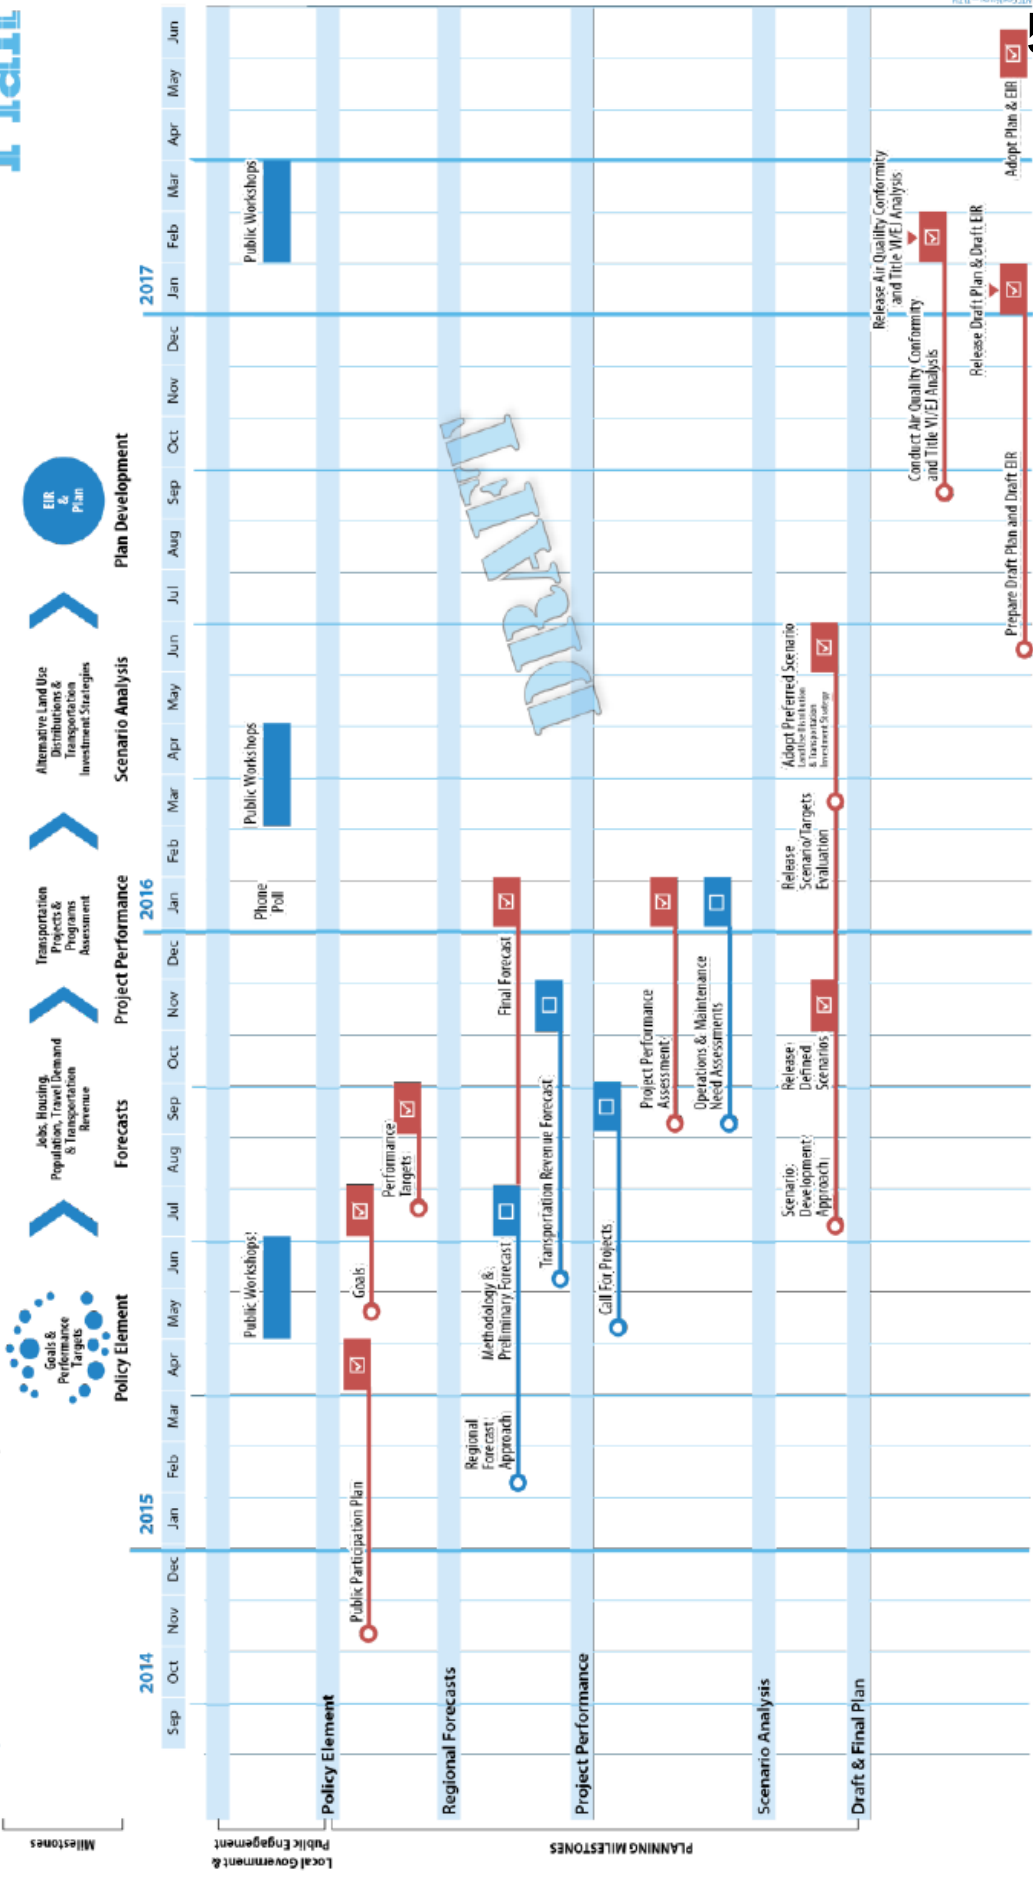 Plan
Milestones
Goals &
Performance
Targets
Policy Element
Jobs, Housing,
Population, Travel Demand
& Transportation
Revenue
Forecasts
Transportation
Projects &
Programs
Assessment
Project Performance
Alternative Land Use
Distributions &
Transportation
Investment Strategies
Scenario Analysis
EIR
&
Plan
Plan Development
2014 2015 2016 2017
Sep Oct Nov Dec Jan Feb Mar Apr May Jun Jul Aug Sep Oct Nov Dec Jan Feb Mar Apr May Jun Jul Aug Sep Oct Nov Dec Jan Feb Mar Apr May Jun
Local Government &
Public Engagement
Public Workshops
Phone
Poll
Public Workshops
Public Workshops
PLANNING MILESTONES
Policy Element
Public Participation Plan
Goals
Performance
Targets
Regional Forecasts
Regional
Forecast
Approach
Methodology &
Preliminary Forecast
Final Forecast
Transportation Revenue Forecast
DRAFT
Project Performance
Call For Projects
Project Performance
Assessment
Operations & Maintenance
Need Assessments
Scenario Analysis
Scenario
Development
Approach
Release
Defined
Scenarios
Release
Scenario/Targets
Evaluation
Adopt Preferred Scenario
Land Use Distribution
& Transportation
Investment Strategy
Draft & Final Plan
Release Air Quality Conformity
and Title VI/EJ Analysis
Conduct Air Quality Conformity
and Title VI/EJ Analysis
Release Draft Plan & Draft EIR
Prepare Draft Plan and Draft EIR
Adopt Plan & EIR